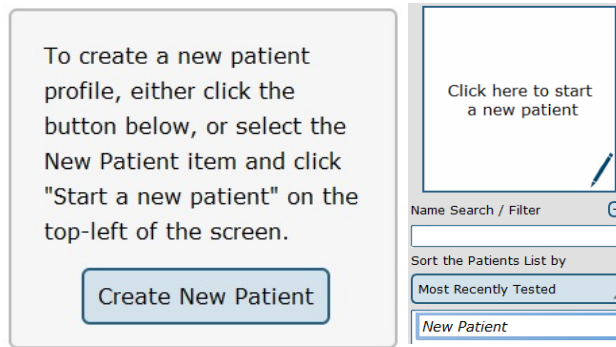 To create a new patient
profile, either click the
button below, or select the
New Patient item and click
"Start a new patient" on the
top-left of the screen.
Create New Patient
Click here to start
a new patient
Name Search / Filter
Sort the Patients List by
Most Recently Tested
New Patient